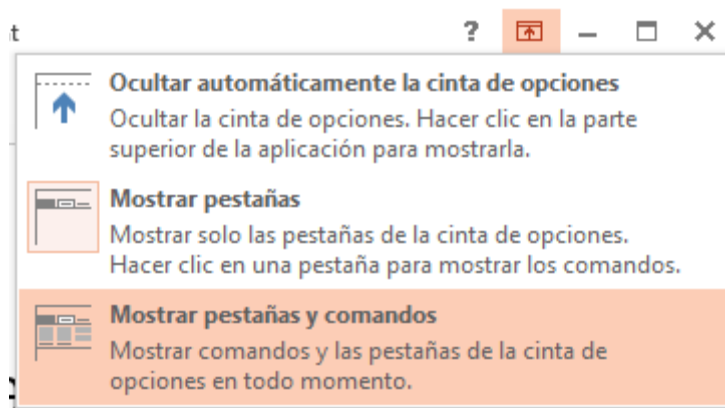 t
?
Ocultar automáticamente la cinta de opciones
Ocultar la cinta de opciones. Hacer clic en la parte
superior de la aplicación para mostrarla.
Mostrar pestañas
Mostrar solo las pestañas de la cinta de opciones.
Hacer clic en una pestaña para mostrar los comandos.
Mostrar pestañas y comandos
Mostrar comandos y las pestañas de la cinta de
opciones en todo momento.